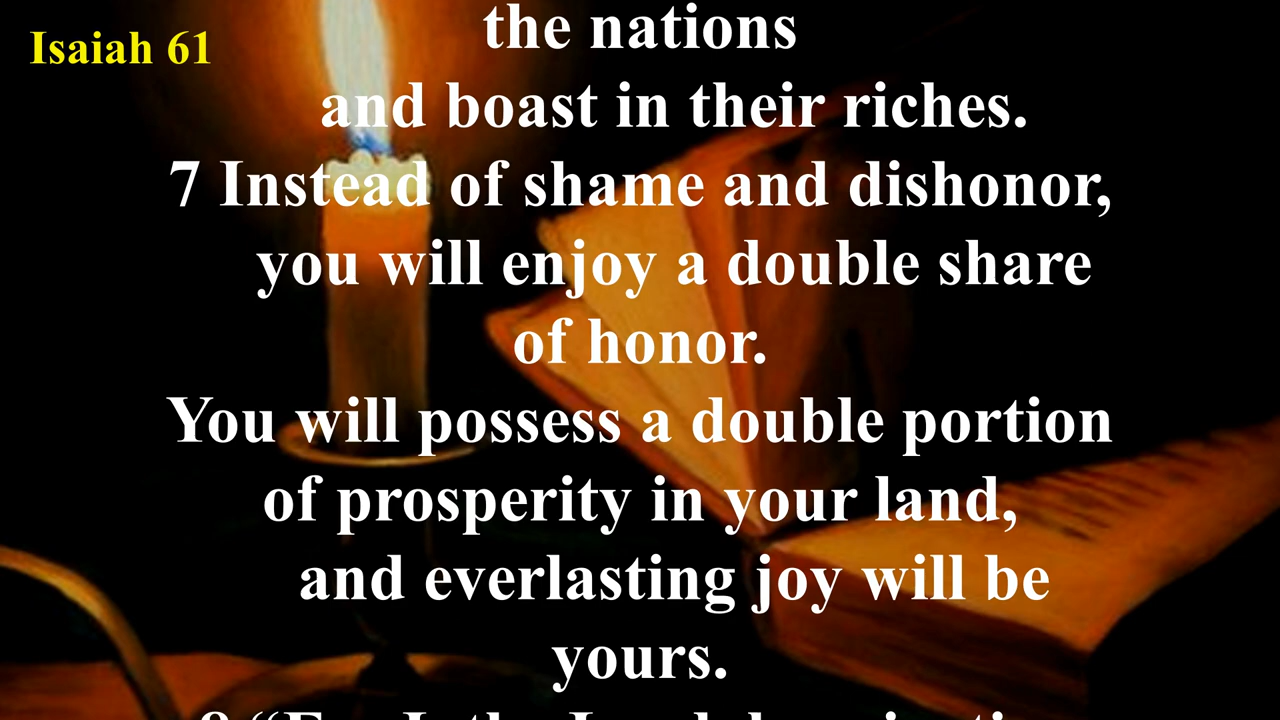 Isaiah 61
the nations
and boast in their riches.
7 Instead of shame and dishonor,
you will enjoy a double share
of honor.
You will possess a double portion
of prosperity in your land,
and everlasting joy will be
yours.